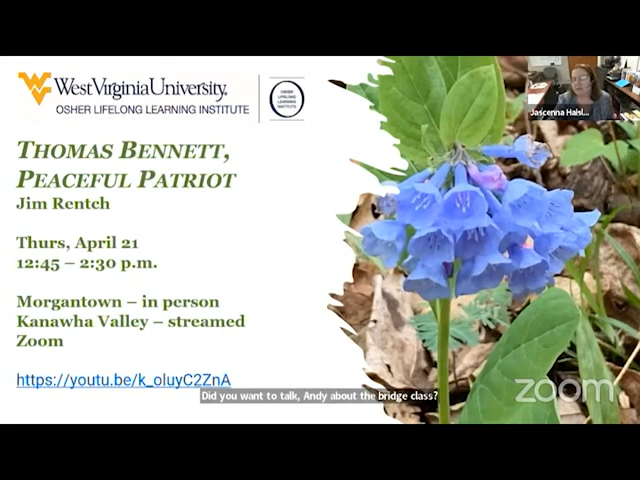 West Virginia University.
OSHER LIFELONG LEARNING INSTITUTE
THOMAS BENNETT,
PEACEFUL PATRIOT
Jim Rentch
Thurs, April 21
12:45 – 2:30 p.m.
Morgantown – in person
Kanawha Valley – streamed
Zoom
https://youtu.be/k_oluyC2ZnA
Jascenna Haisl...
Did you want to talk, Andy about the bridge class?
zoom